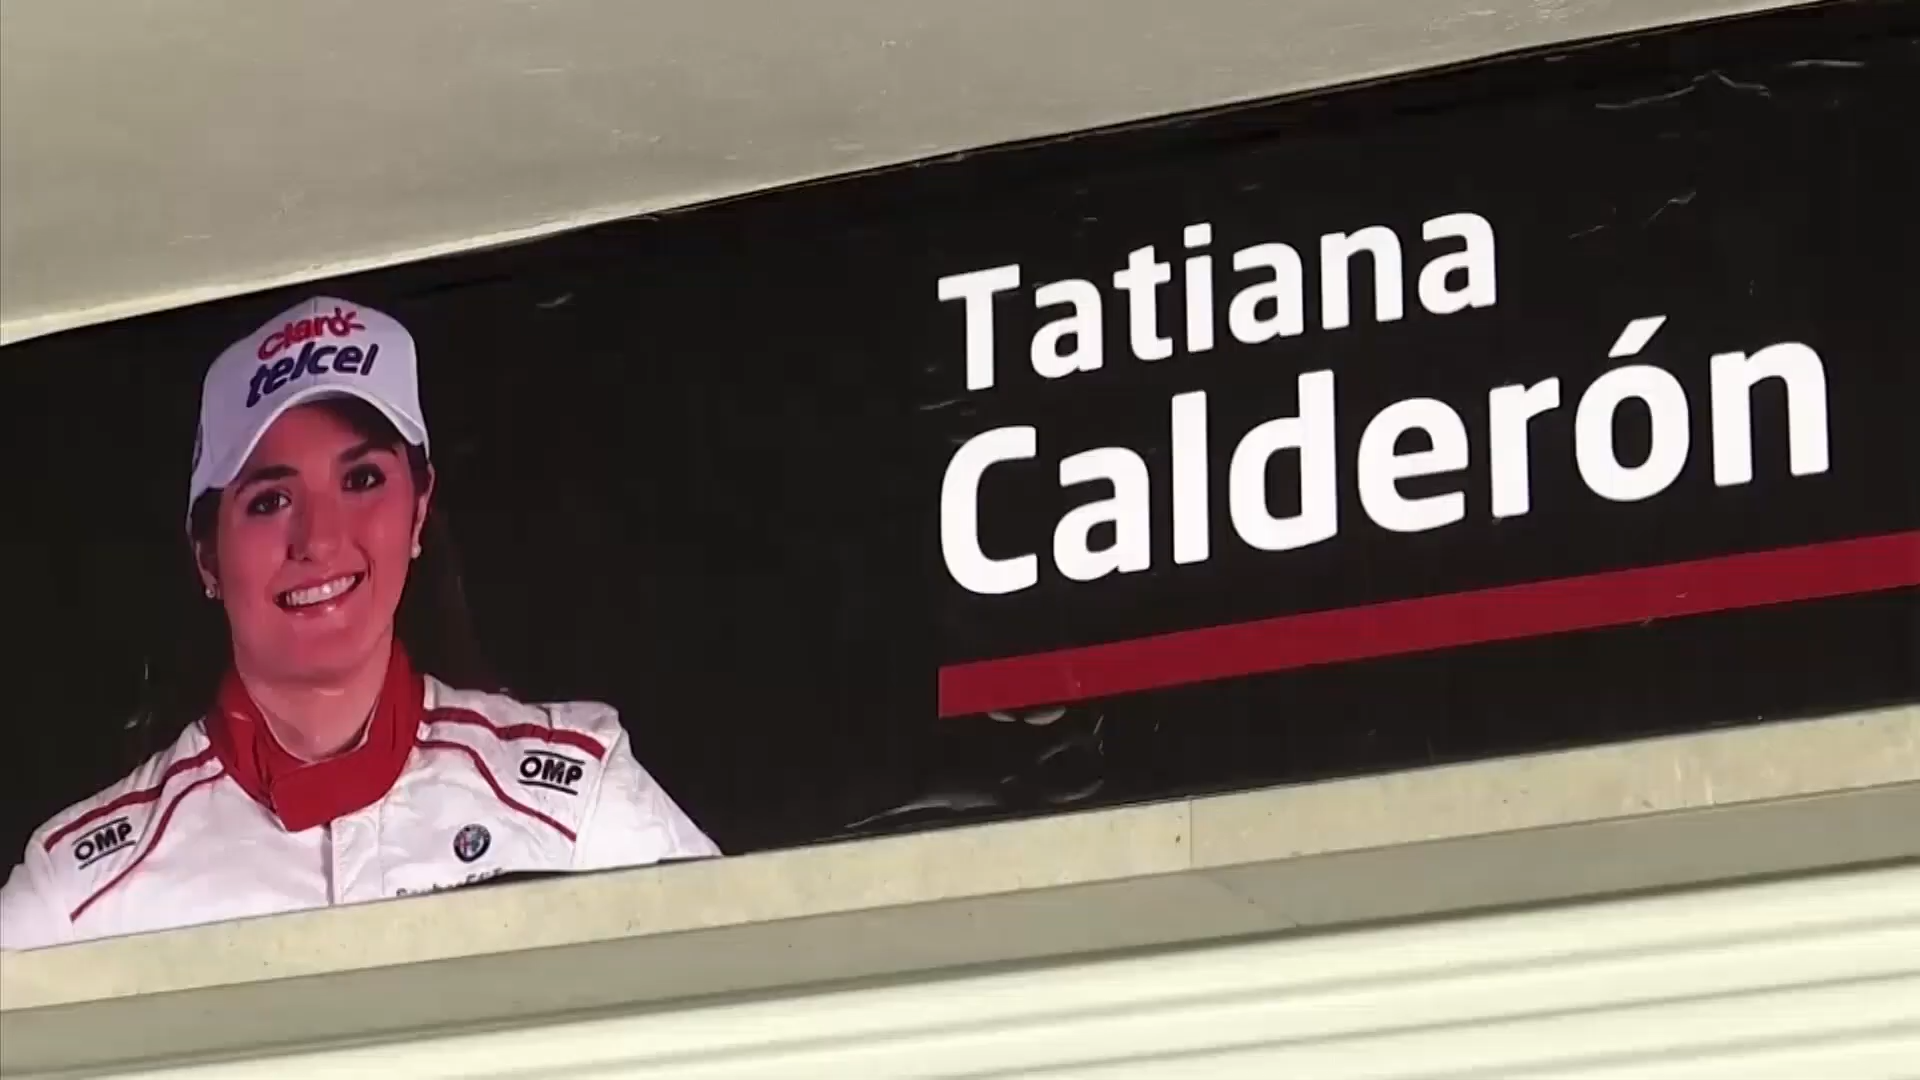 claro
telcel
Tatiana
Calderón
OMP
OMP